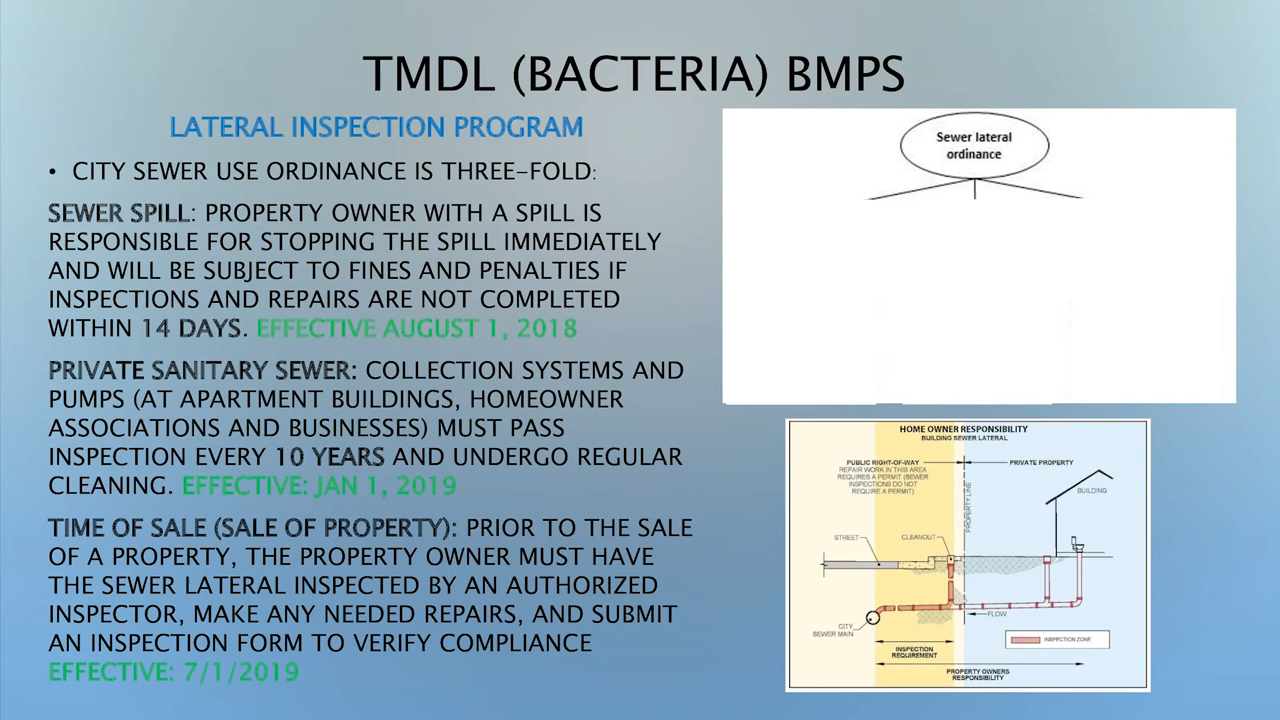 TMDL (BACTERIA) BMPS
LATERAL INSPECTION PROGRAM
• CITY SEWER USE ORDINANCE IS THREE-FOLD:
SEWER SPILL: PROPERTY OWNER WITH A SPILL IS
RESPONSIBLE FOR STOPPING THE SPILL IMMEDIATELY
AND WILL BE SUBJECT TO FINES AND PENALTIES IF
INSPECTIONS AND REPAIRS ARE NOT COMPLETED
WITHIN 14 DAYS. EFFECTIVE AUGUST 1, 2018
PRIVATE SANITARY SEWER: COLLECTION SYSTEMS AND
PUMPS (AT APARTMENT BUILDINGS, HOMEOWNER
ASSOCIATIONS AND BUSINESSES) MUST PASS
INSPECTION EVERY 10 YEARS AND UNDERGO REGULAR
CLEANING. EFFECTIVE: JAN 1, 2019
TIME OF SALE (SALE OF PROPERTY): PRIOR TO THE SALE
OF A PROPERTY, THE PROPERTY OWNER MUST HAVE
THE SEWER LATERAL INSPECTED BY AN AUTHORIZED
INSPECTOR, MAKE ANY NEEDED REPAIRS, AND SUBMIT
AN INSPECTION FORM TO VERIFY COMPLIANCE
EFFECTIVE: 7/1/2019
Sewer lateral
ordinance
HOME OWNER RESPONSIBILITY
BUILDING SEWER LATERAL
PUBLIC RIGHT-OF-WAY
REPAIR WORK IN THIS AREA
REQUIRES A PERMIT (SEWER
INSPECTIONS DO NOT
REQUIRE A PERMIT)
PRIVATE PROPERTY
PROPERTY LINE
BUILDING
STREET
CLEANOUT
FLOW
CITY
SEWER MAIN
INSPECTION ZONE
INSPECTION
REQUIREMENT
PROPERTY OWNERS
RESPONSIBILITY